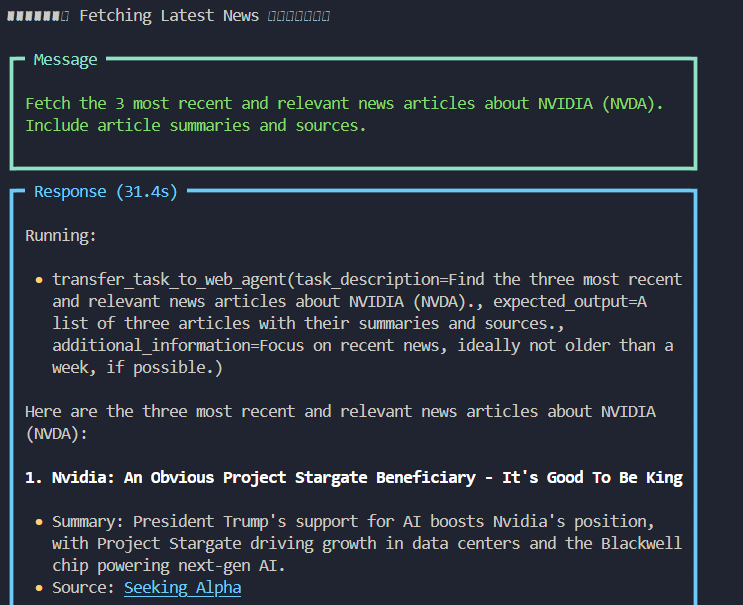 Fetching Latest News
Message
Fetch the 3 most recent and relevant news articles about NVIDIA (NVDA).
Include article summaries and sources.
Response (31.4s)
Running:
• transfer_task_to_web_agent(task_description=Find the three most recent
and relevant news articles about NVIDIA (NVDA)., expected_output=A
list of three articles with their summaries and sources.,
additional_information=Focus on recent news, ideally not older than a
week, if possible.)
Here are the three most recent and relevant news articles about NVIDIA
(NVDA):
1. Nvidia: An Obvious Project Stargate Beneficiary - It's Good To Be King
• Summary: President Trump's support for AI boosts Nvidia's position,
with Project Stargate driving growth in data centers and the Blackwell
chip powering next-gen AI.
• Source: Seeking Alpha